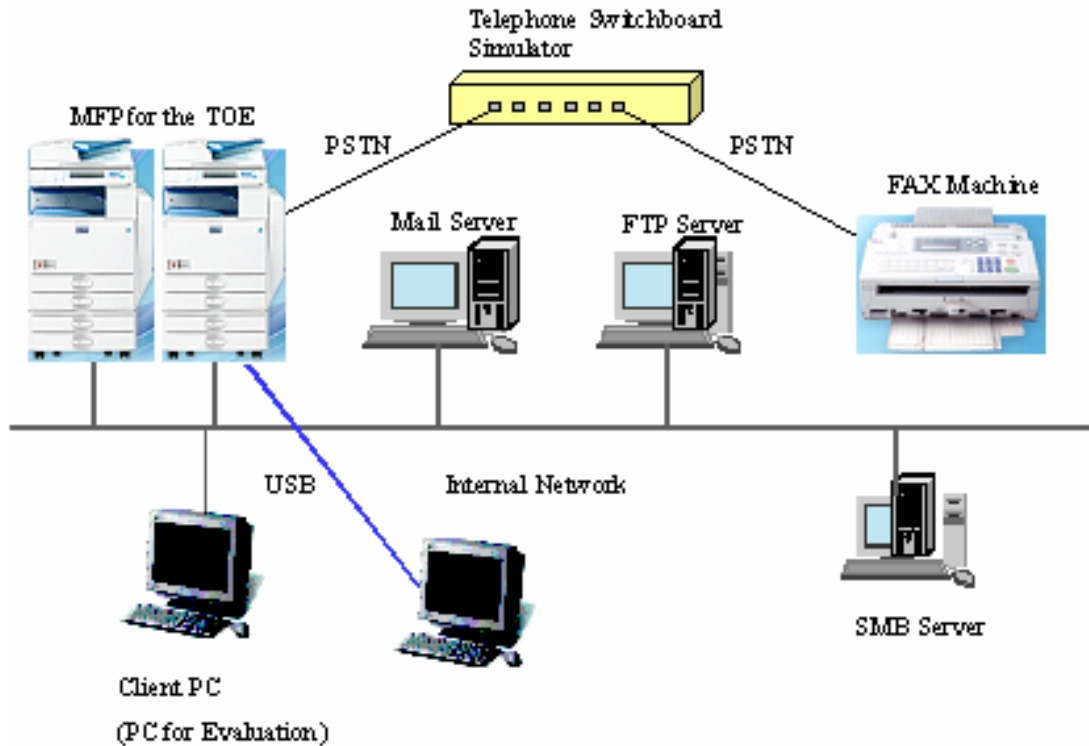 Telephone Switchboard
Simulator
MFP for the TOE
PSTN
PSTN
FAX Machine
Mail Server
FTP Server
USB
Internal Network
SMB Server
Client PC
(PC for Evaluation)